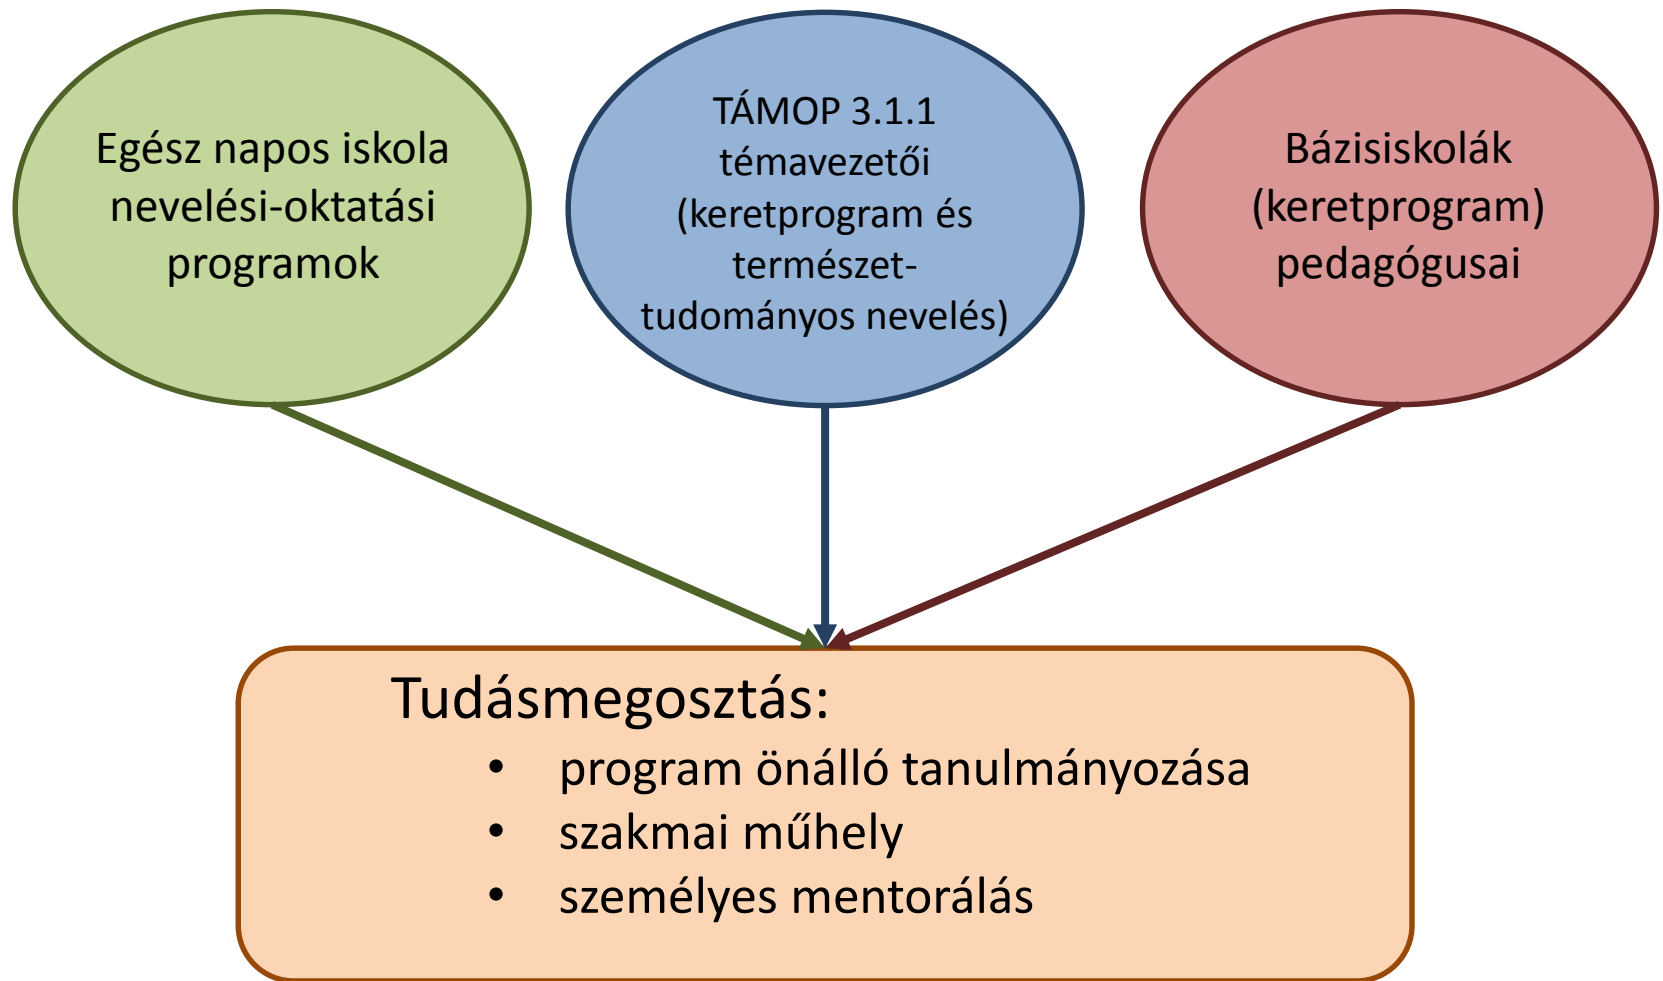 Egész napos iskola
nevelési-oktatási
programok
TÁMOP 3.1.1
témavezetői
(keretprogram és
természet-
tudományos nevelés)
Bázisiskolák
(keretprogram)
pedagógusai
Tudásmegosztás:
• program önálló tanulmányozása
• szakmai műhely
• személyes mentorálás